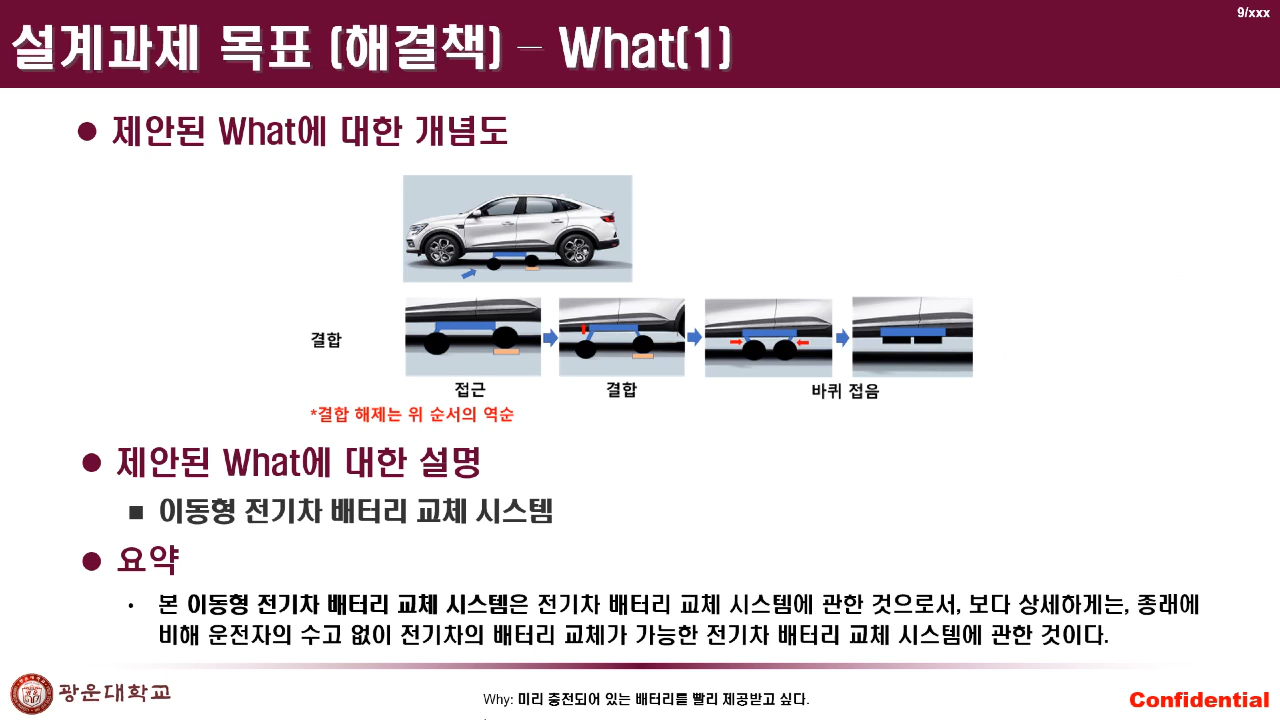 9/xxx
설계과제 목표 (해결책) – What(1)
● 제안된 What에 대한 개념도
결합
접근
결합
바퀴 접음
*결합 해제는 위 순서의 역순
● 제안된 What에 대한 설명
■ 이동형 전기차 배터리 교체 시스템
● 요약
• 본 이동형 전기차 배터리 교체 시스템은 전기차 배터리 교체 시스템에 관한 것으로서, 보다 상세하게는, 종래에
비해 운전자의 수고 없이 전기차의 배터리 교체가 가능한 전기차 배터리 교체 시스템에 관한 것이다.
광운대학교
Why: 미리 충전되어 있는 배터리를 빨리 제공받고 싶다.
.
Confidential